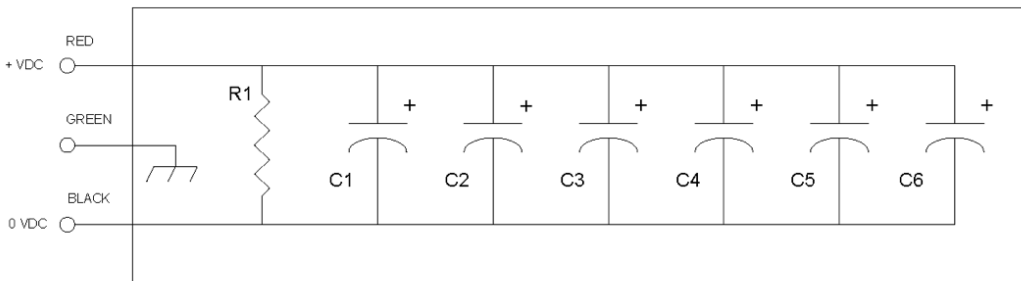 RED
+ VDC
R1
GREEN
BLACK
0 VDC
+ + + + + +
C1 C2 C3 C4 C5 C6